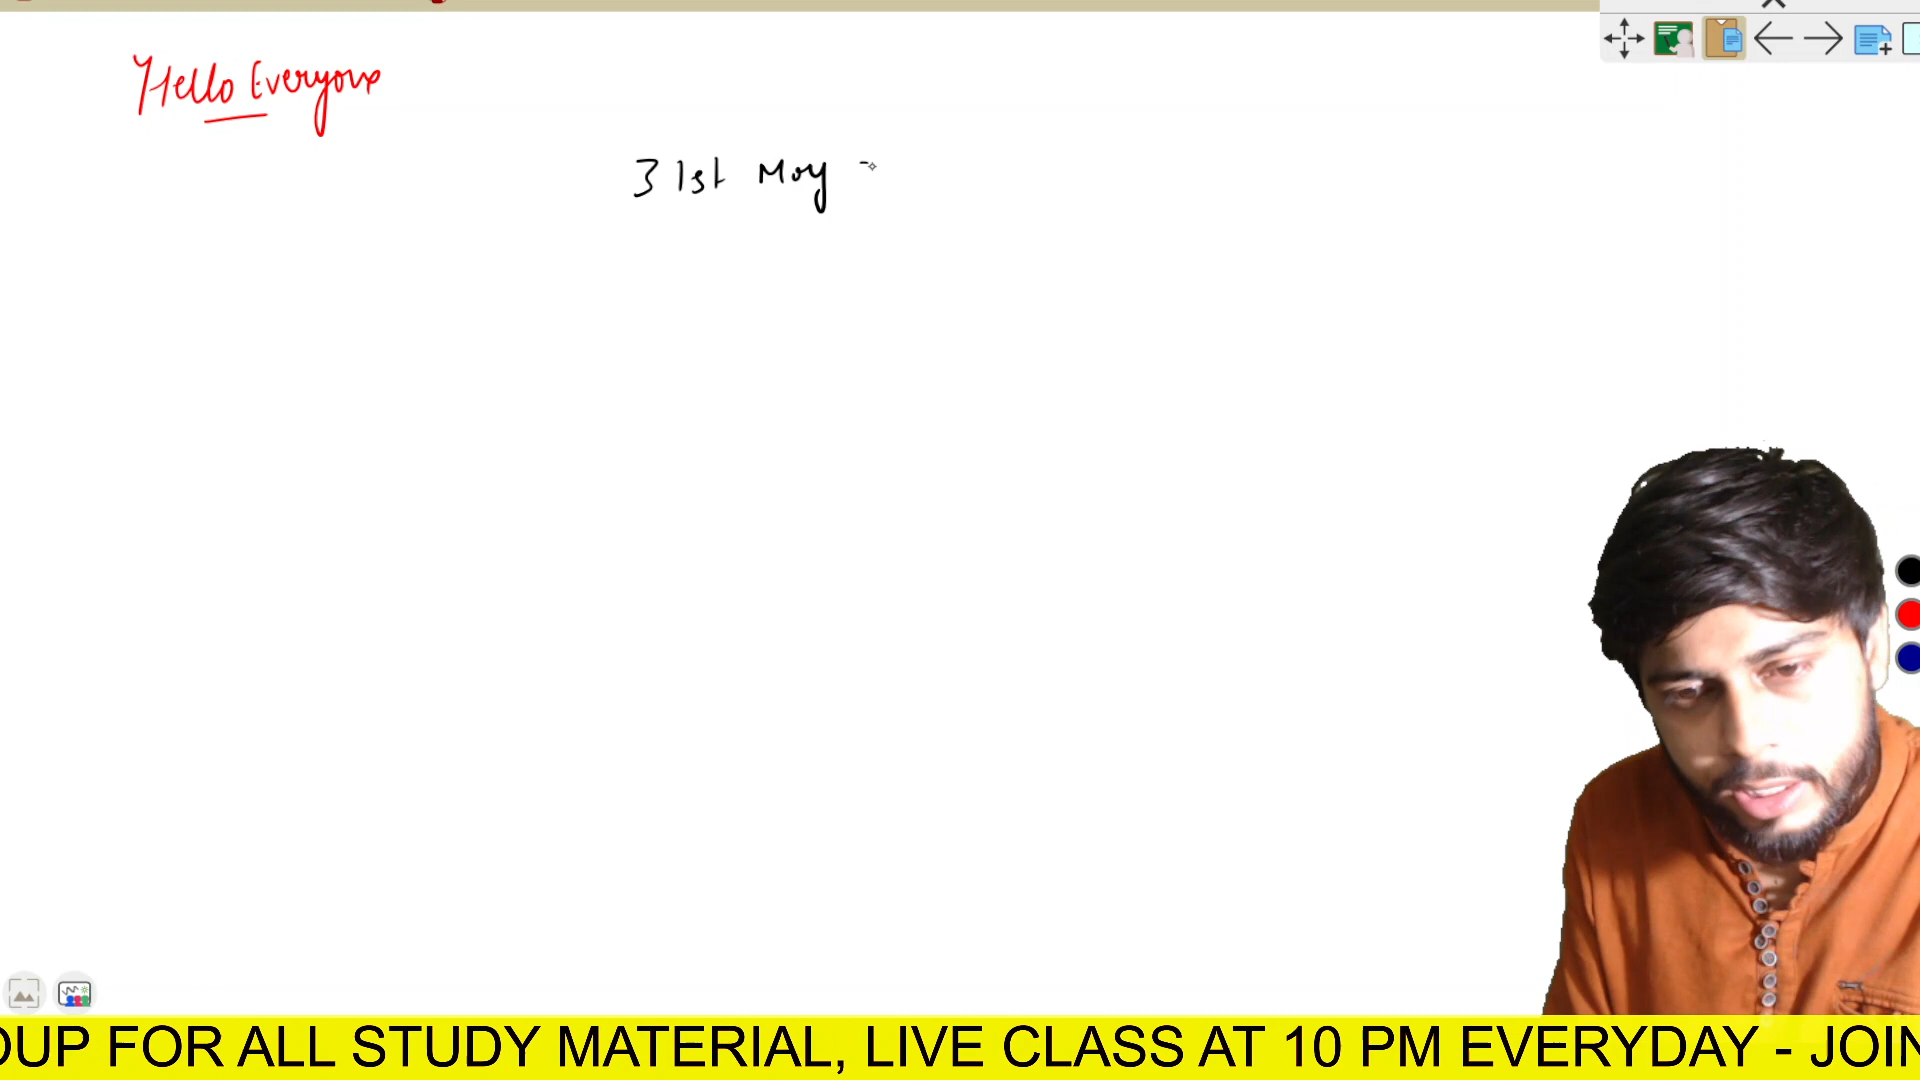 Hello Everyone
31st May -
OUP FOR ALL STUDY MATERIAL, LIVE CLASS AT 10 PM EVERYDAY - JOIN